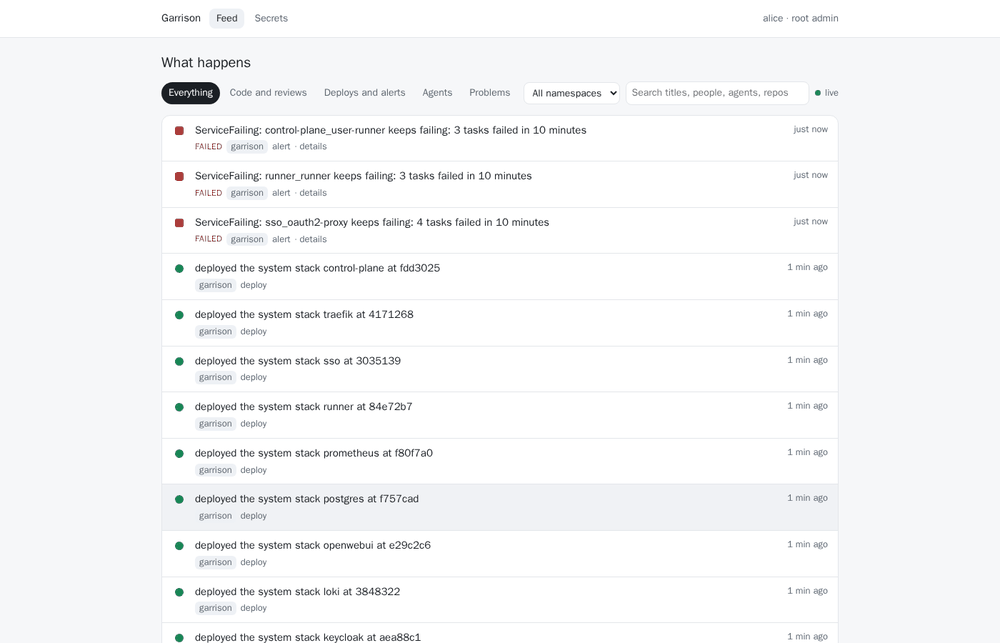 Garrison Feed Secrets alice · root admin
What happens
Everything Code and reviews Deploys and alerts Agents Problems All namespaces Search titles, people, agents, repos live
ServiceFailing: control-plane_user-runner keeps failing: 3 tasks failed in 10 minutes just now
FAILED garrison alert · details
ServiceFailing: runner_runner keeps failing: 3 tasks failed in 10 minutes just now
FAILED garrison alert · details
ServiceFailing: sso_oauth2-proxy keeps failing: 4 tasks failed in 10 minutes just now
FAILED garrison alert · details
deployed the system stack control-plane at fdd3025 1 min ago
garrison deploy
deployed the system stack traefik at 4171268 1 min ago
garrison deploy
deployed the system stack sso at 3035139 1 min ago
garrison deploy
deployed the system stack runner at 84e72b7 1 min ago
garrison deploy
deployed the system stack prometheus at f80f7a0 1 min ago
garrison deploy
deployed the system stack postgres at f757cad 1 min ago
garrison deploy
deployed the system stack openwebui at e29c2c6 1 min ago
garrison deploy
deployed the system stack loki at 3848322 1 min ago
garrison deploy
deployed the system stack keycloak at aea88c1 1 min ago